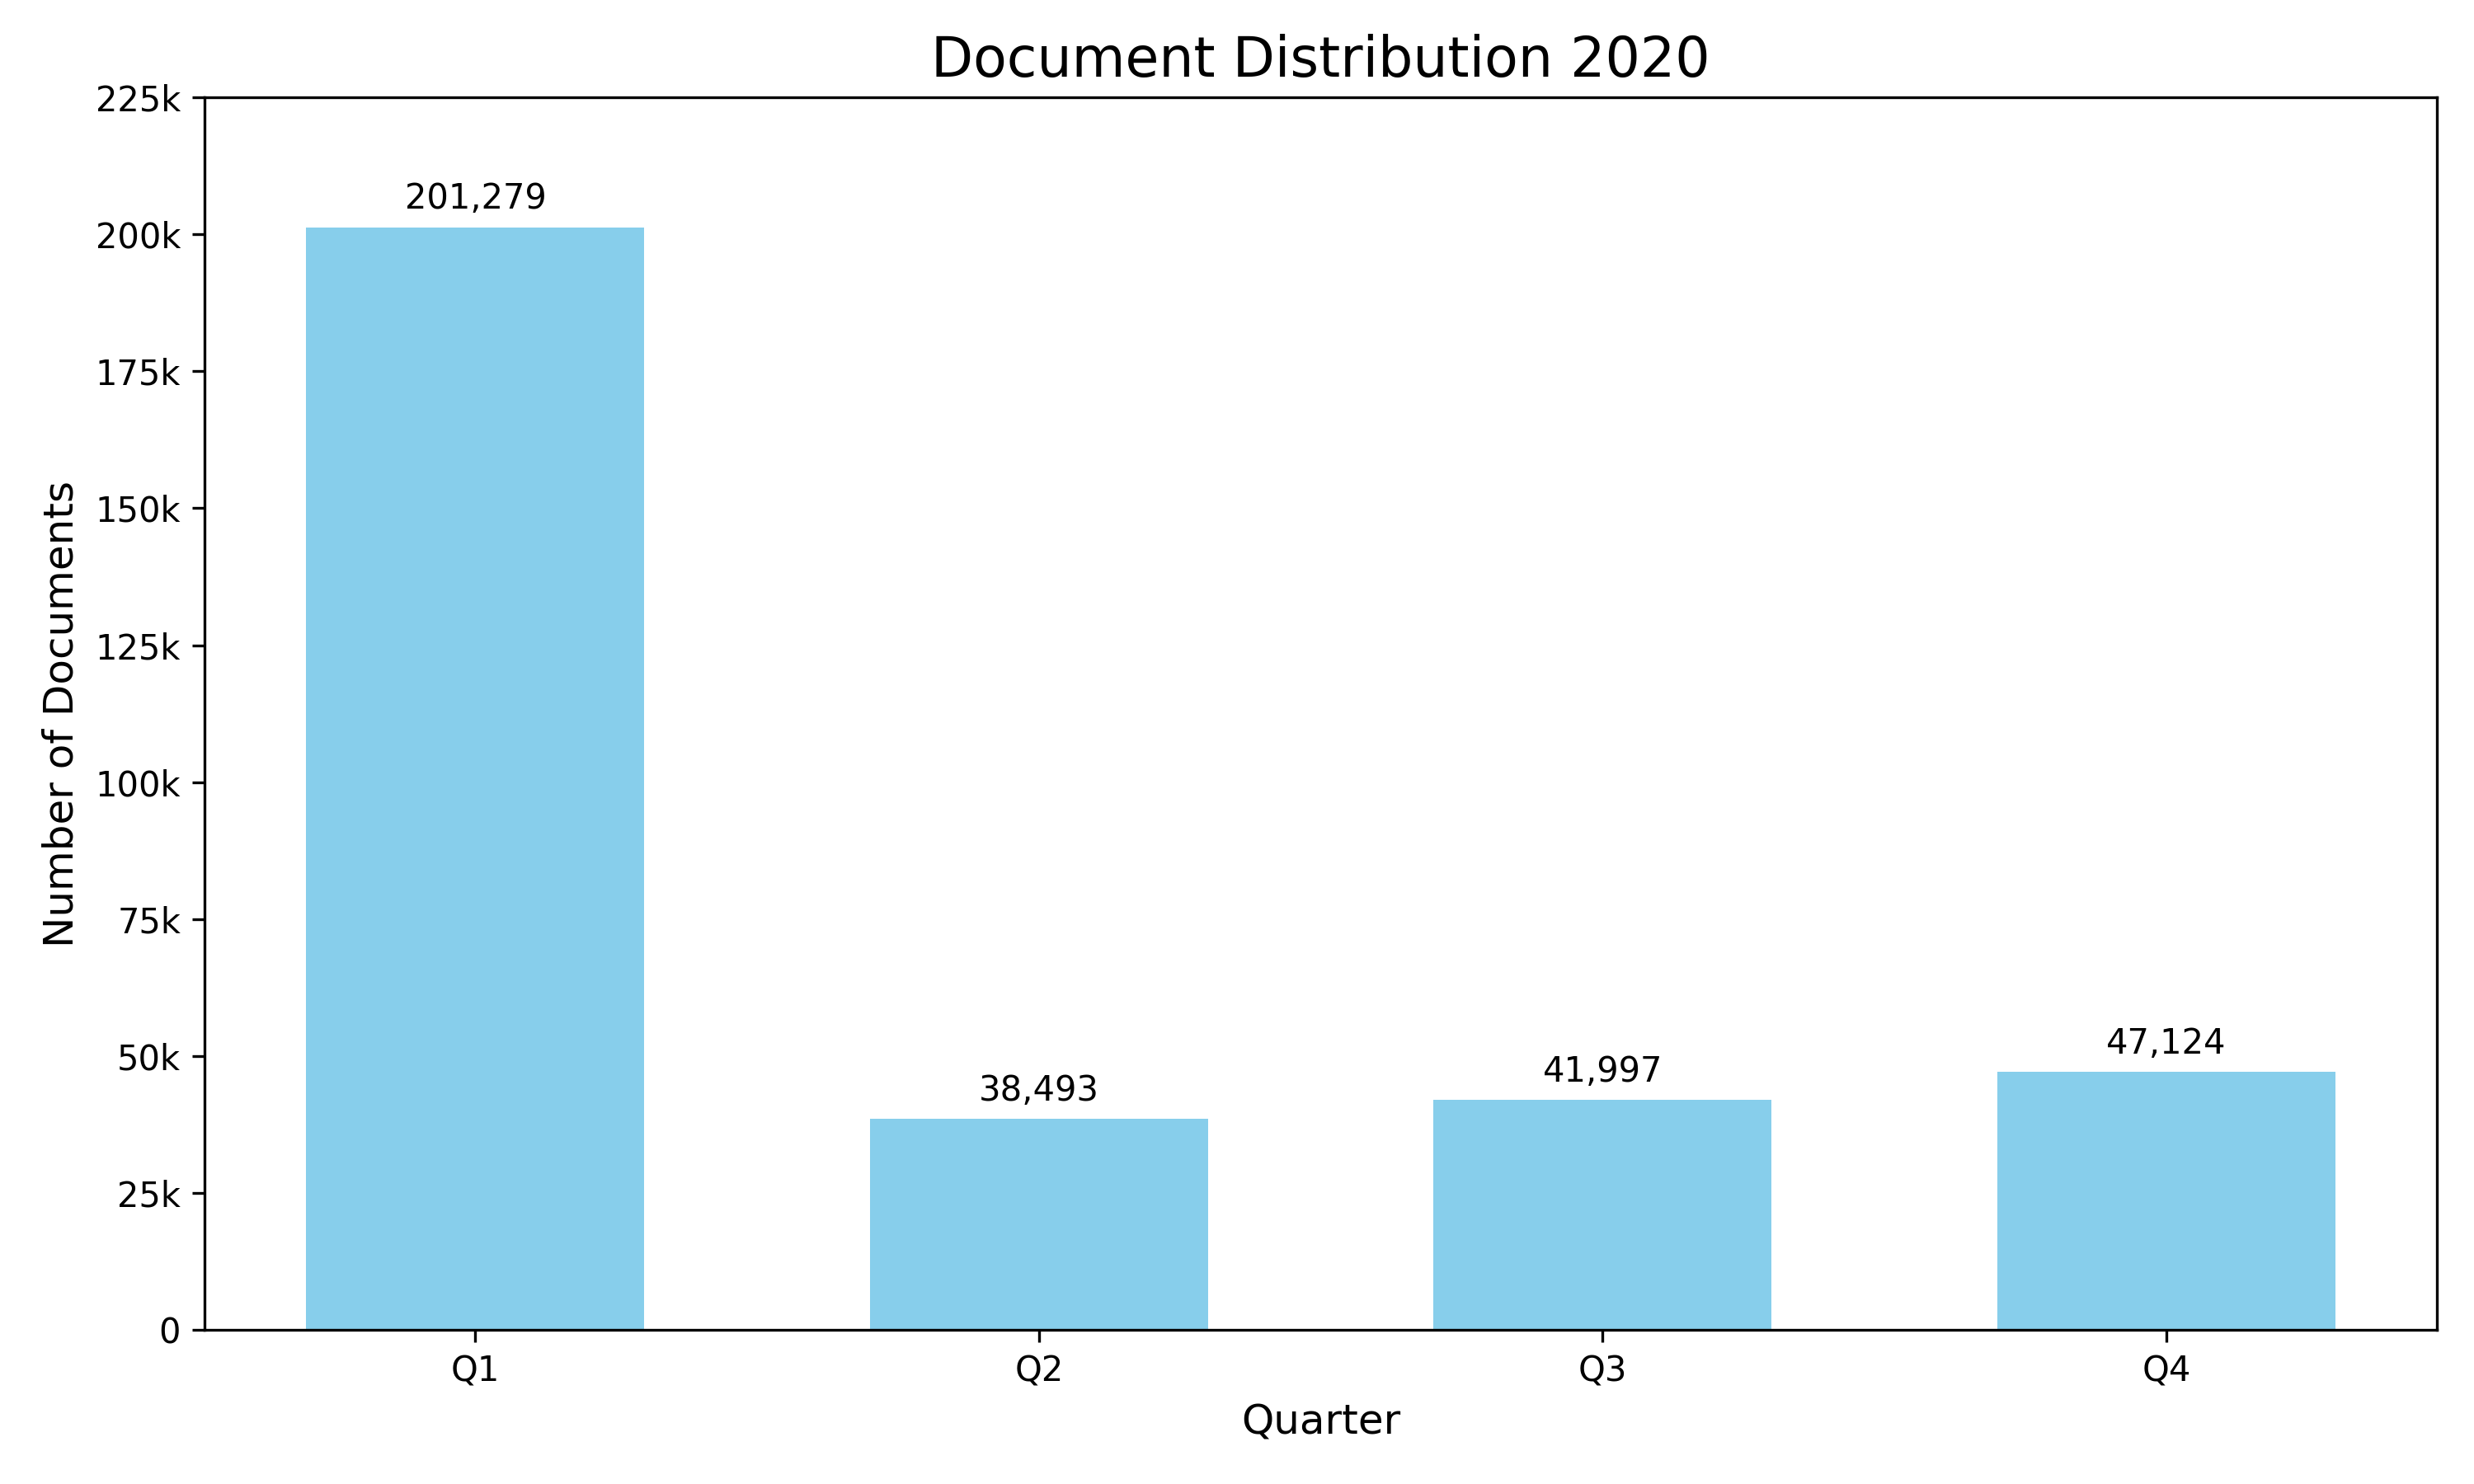 Document Distribution 2020
225k
200k
175k
150k
125k
100k
75k
50k
25k
0
Number of Documents
201,279
38,493
41,997
47,124
Q1
Q2
Q3
Q4
Quarter